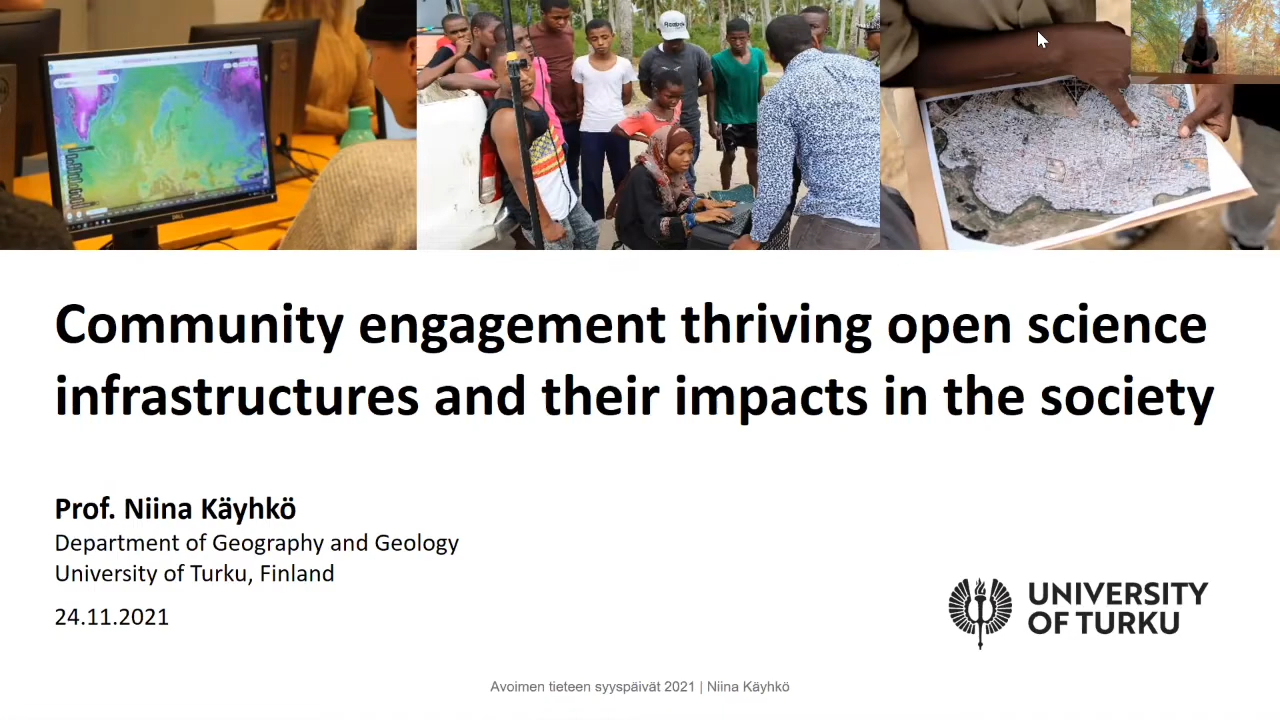 Community engagement thriving open science
infrastructures and their impacts in the society
Prof. Niina Käyhkö
Department of Geography and Geology
University of Turku, Finland
24.11.2021
UNIVERSITY
OF TURKU
Avoimen tieteen syyspäivät 2021 | Niina Käyhkö